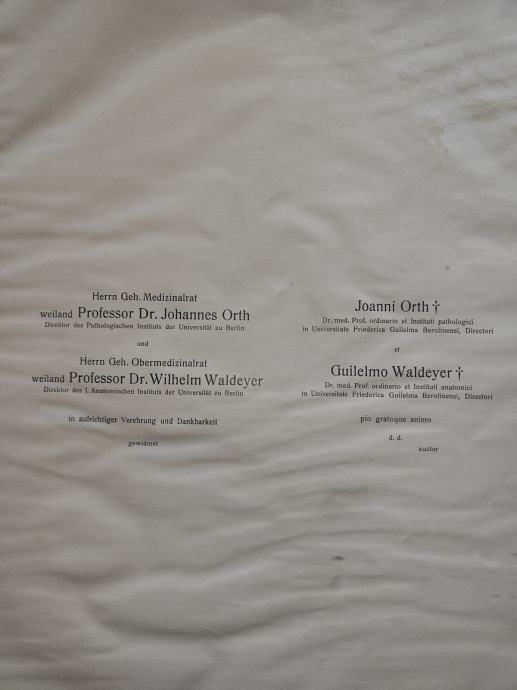 Herrn Geh. Medizinalrat
weiland Professor Dr. Johannes Orth
Direktor des Pathologischen Instituts der Universität zu Berlin
und
Herrn Geh. Obermedizinalrat
weiland Professor Dr. Wilhelm Waldeyer
Direktor des I. Anatomischen Instituts der Universität zu Berlin
in aufrichtiger Verehrung und Dankbarkeit
gewidmet
Joanni Orth †
Dr. med. Prof. ordinario et Instituti pathologici
in Universitate Friederica Guilelma Berolinensi, Directori
et
Guilelmo Waldeyer †
Dr. med. Prof. ordinario et Instituti anatomici
in Universitate Friederica Guilelma Berolinensi, Directori
pio gratoque animo
d. d.
auctor